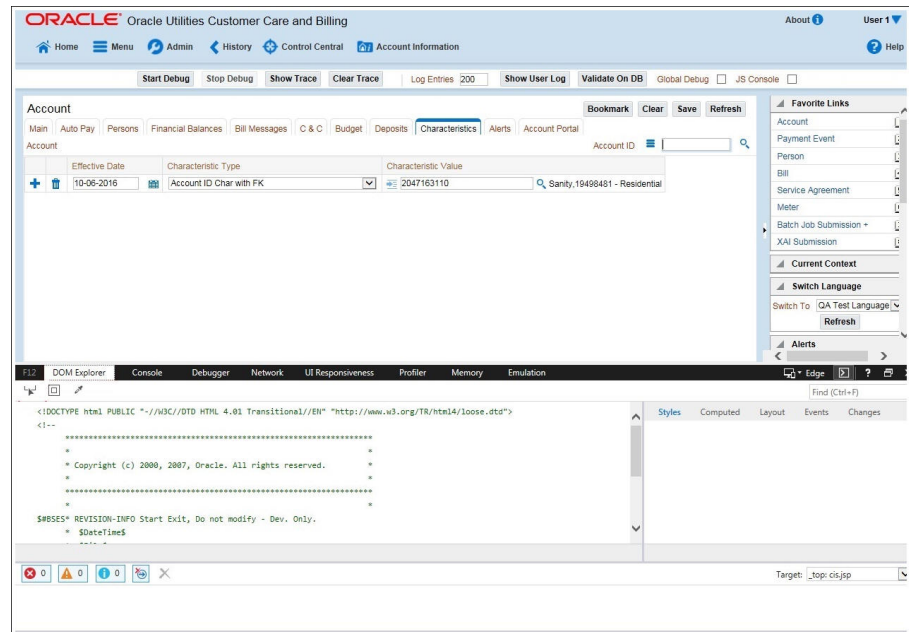 ORACLE® Oracle Utilities Customer Care and Billing
About User 1
Home Menu Admin History Control Central Account Information Help
Start Debug Stop Debug Show Trace Clear Trace Log Entries 200 Show User Log Validate On DB Global Debug JS Console
Account Bookmark Clear Save Refresh
Main Auto Pay Persons Financial Balances Bill Messages C & C Budget Deposits Characteristics Alerts Account Portal
Account Account ID
Effective Date Characteristic Type Characteristic Value
10-06-2016 Account ID Char with FK 2047163110 Sanity,19498481 - Residential
Favorite Links
Account
Payment Event
Person
Bill
Service Agreement
Meter
Batch Job Submission +
XAI Submission
Current Context
Switch Language
Switch To QA Test Language
Refresh
Alerts
F12 DOM Explorer Console Debugger Network UI Responsiveness Profiler Memory Emulation Edge ?
Find (Ctrl+F)
Styles Computed Layout Events Changes
<!DOCTYPE html PUBLIC "-//W3C//DTD HTML 4.01 Transitional//EN" "http://www.w3.org/TR/html4/loose.dtd">
<!--
*******************************************************************
* *
* Copyright (c) 2000, 2007, Oracle. All rights reserved. *
* *
*******************************************************************
* *
$#BSES* REVISION-INFO Start Exit, Do not modify - Dev. Only.
* $DateTime$
0 0 0
Target: _top: cis.jsp